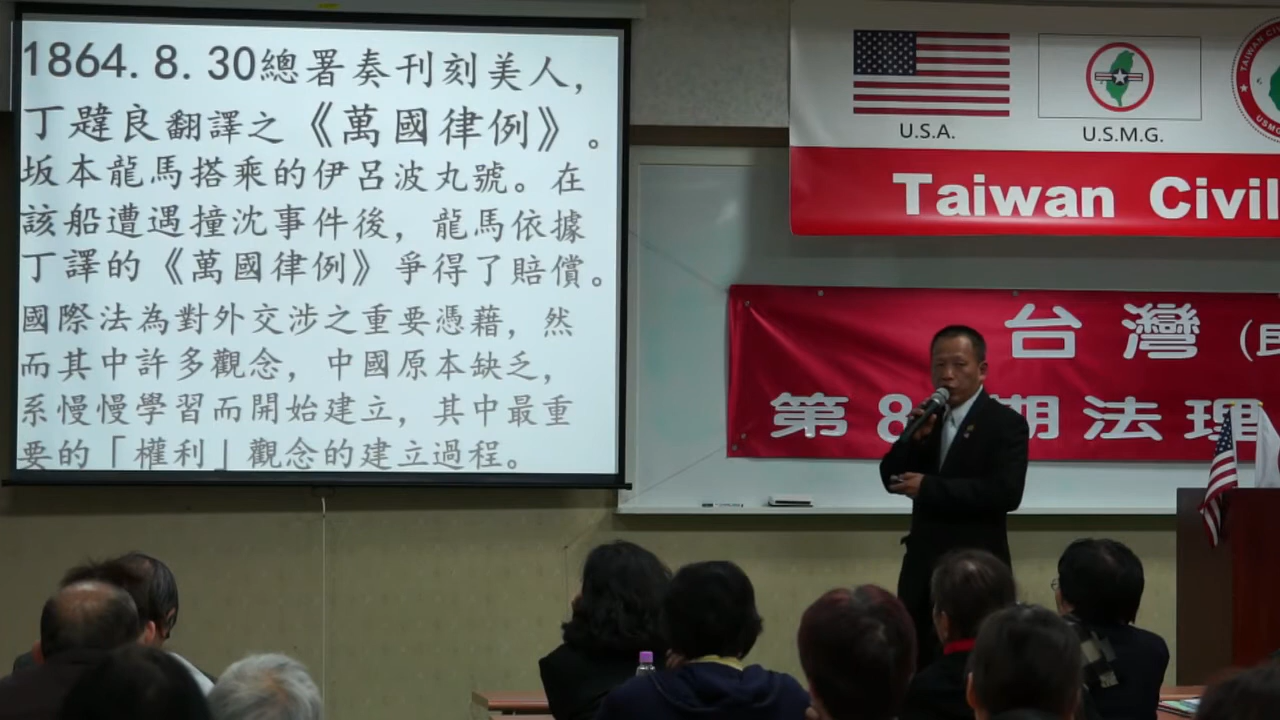 1864.8.30總署奏刊刻美人，
丁韙良翻譯之《萬國律例》。
坂本龍馬搭乘的伊呂波丸號。在
該船遭遇撞沈事件後，龍馬依據
丁譯的《萬國律例》爭得了賠償。
國際法為對外交涉之重要憑藉，然
而其中許多觀念，中國原本缺乏，
系慢慢學習而開始建立，其中最重
要的「權利」觀念的建立過程。
U.S.A.
U.S.M.G.
TAIWAN
Taiwan Civil
台灣
第8 期法理